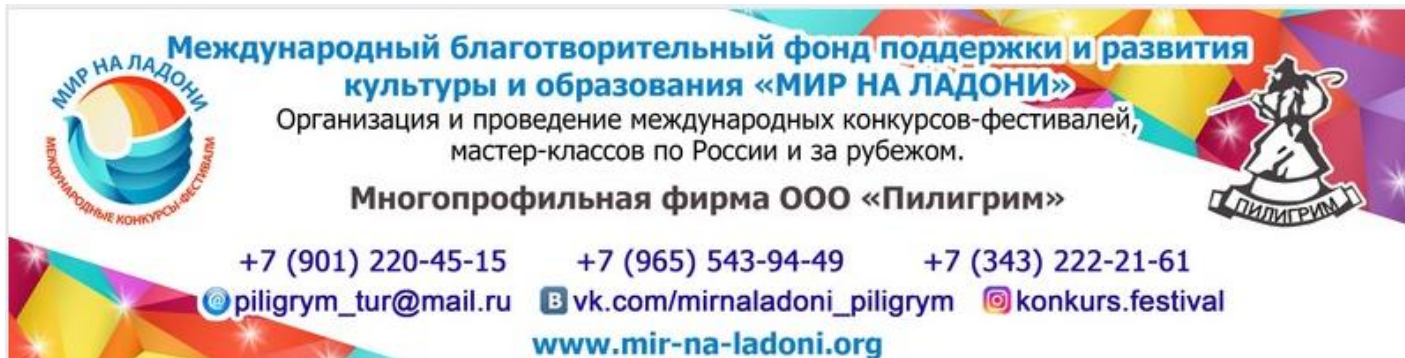 Международный благотворительный фонд поддержки и развития
культуры и образования «МИР НА ЛАДОНИ»
Организация и проведение международных конкурсов-фестивалей,
мастер-классов по России и за рубежом.
Многопрофильная фирма ООО «Пилигрим»
МИР НА ЛАДОНИ
МЕЖДУНАРОДНЫЕ КОНКУРСЫ-ФЕСТИВАЛИ
ПИЛИГРИМ
+7 (901) 220-45-15 +7 (965) 543-94-49 +7 (343) 222-21-61
@piligrym_tur@mail.ru B vk.com/mirnaladoni_piligrym konkurs.festival
www.mir-na-ladoni.org